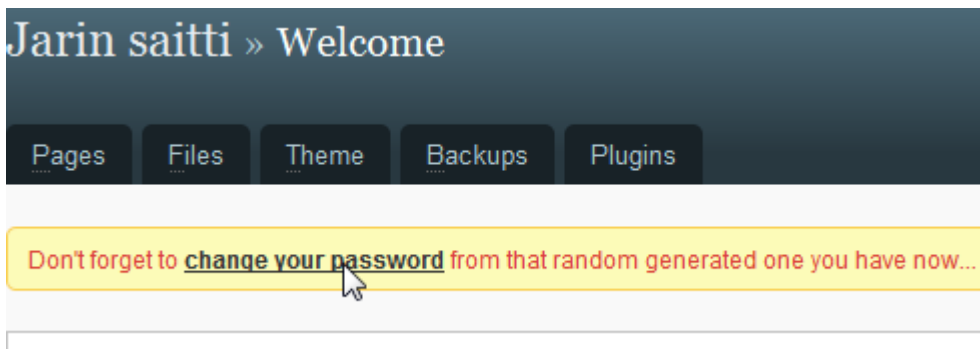 Jarin saitti » Welcome
Pages Files Theme Backups Plugins
Don't forget to change your password from that random generated one you have now...